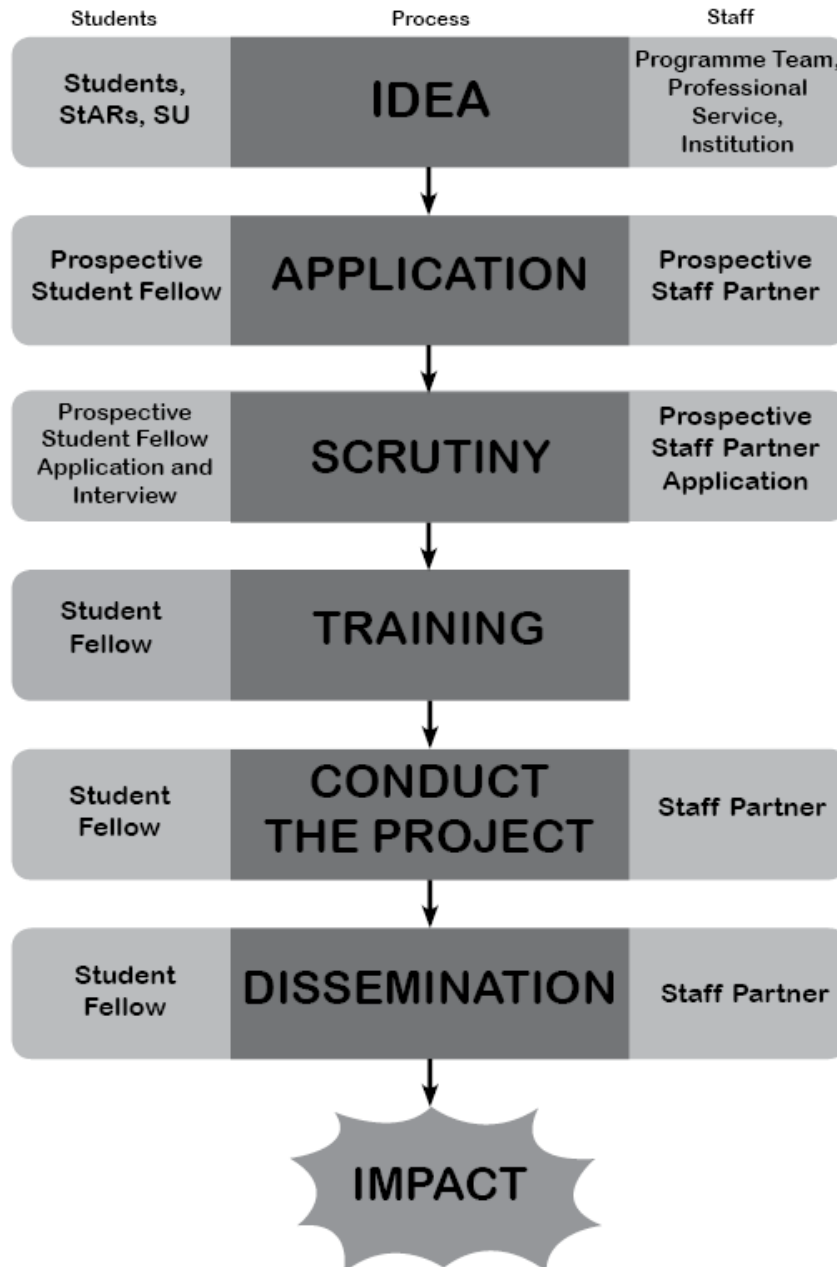 Students
Process
Staff
Students,
StARs, SU
IDEA
Programme Team,
Professional
Service,
Institution
Prospective
Student Fellow
APPLICATION
Prospective
Staff Partner
Prospective
Student Fellow
Application and
Interview
SCRUTINY
Prospective
Staff Partner
Application
Student
Fellow
TRAINING
Student
Fellow
CONDUCT
THE PROJECT
Staff Partner
Student
Fellow
DISSEMINATION
Staff Partner
IMPACT